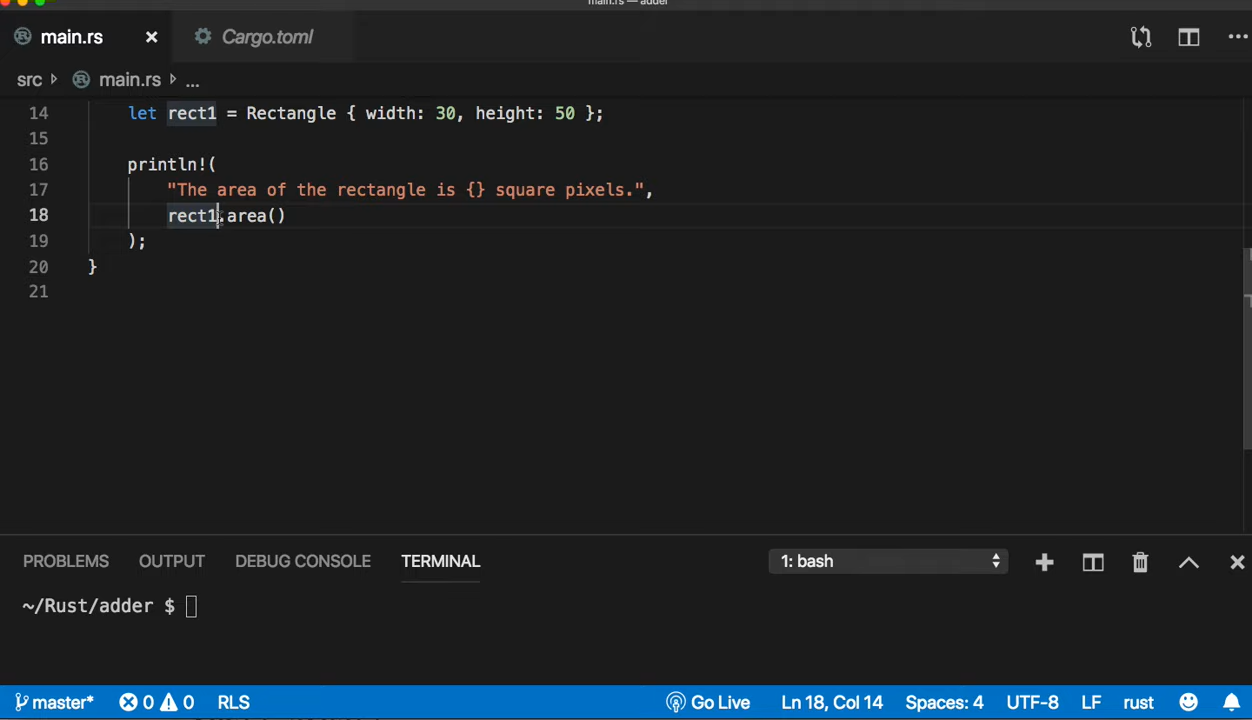 main.rs — adder
main.rs Cargo.toml
src main.rs ...
14 let rect1 = Rectangle { width: 30, height: 50 };
15
16 println!(
17 "The area of the rectangle is {} square pixels.",
18 rect1.area()
19 );
20 }
21
PROBLEMS OUTPUT DEBUG CONSOLE TERMINAL 1: bash
~/Rust/adder $
master* 0 0 RLS Go Live Ln 18, Col 14 Spaces: 4 UTF-8 LF rust